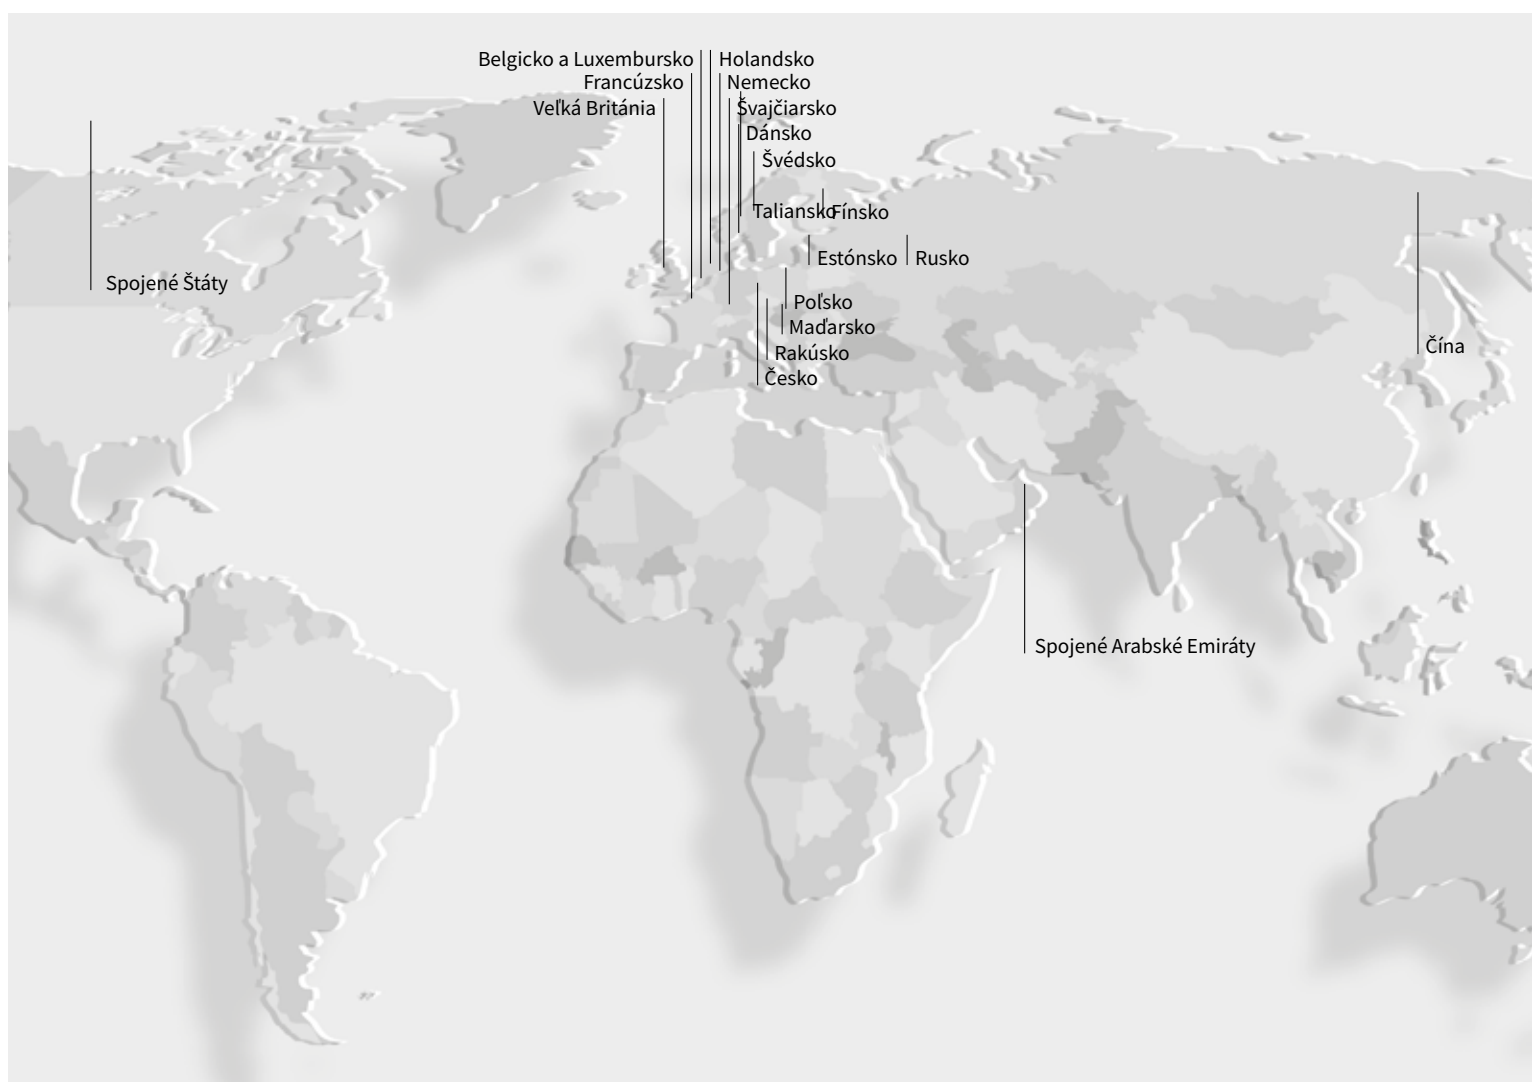 Belgicko a Luxembursko
Holandsko
Francúzsko
Nemecko
Veľká Británia
Švajčiarsko
Dánsko
Švédsko
Taliansko
Fínsko
Estónsko
Rusko
Spojené Štáty
Poľsko
Maďarsko
Čína
Rakúsko
Česko
Spojené Arabské Emiráty